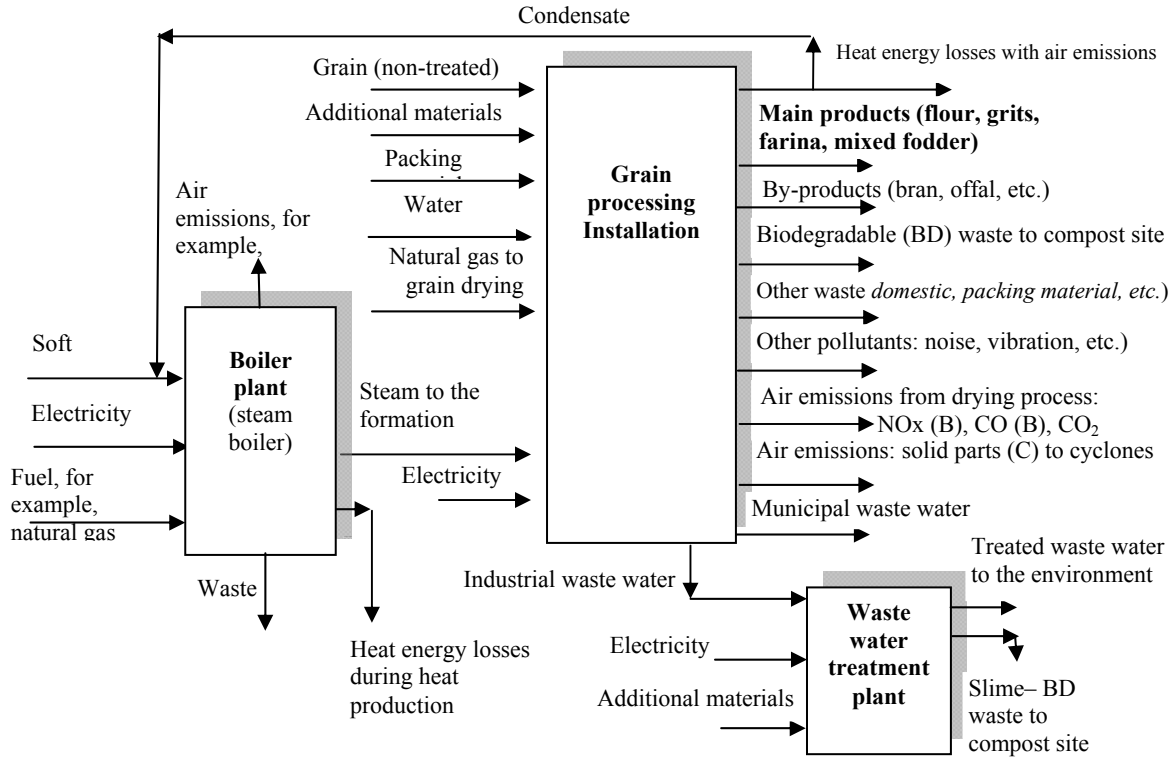 Condensate
Heat energy losses with air emissions
Grain (non-treated)
Additional materials
Packing
Water
Natural gas to
grain drying
Grain
processing
Installation
Main products (flour, grits,
farina, mixed fodder)
By-products (bran, offal, etc.)
Biodegradable (BD) waste to compost site
Other waste domestic, packing material, etc.)
Other pollutants: noise, vibration, etc.)
Air emissions from drying process:
NOx (B), CO (B), CO₂
Air emissions: solid parts (C) to cyclones
Municipal waste water
Air
emissions, for
example,
Soft
Electricity
Fuel, for
example,
natural gas
Boiler
plant
(steam
boiler)
Steam to the
formation
Electricity
Waste
Heat energy losses
during heat
production
Industrial waste water
Electricity
Additional materials
Waste
water
treatment
plant
Treated waste water
to the environment
Slime– BD
waste to
compost site